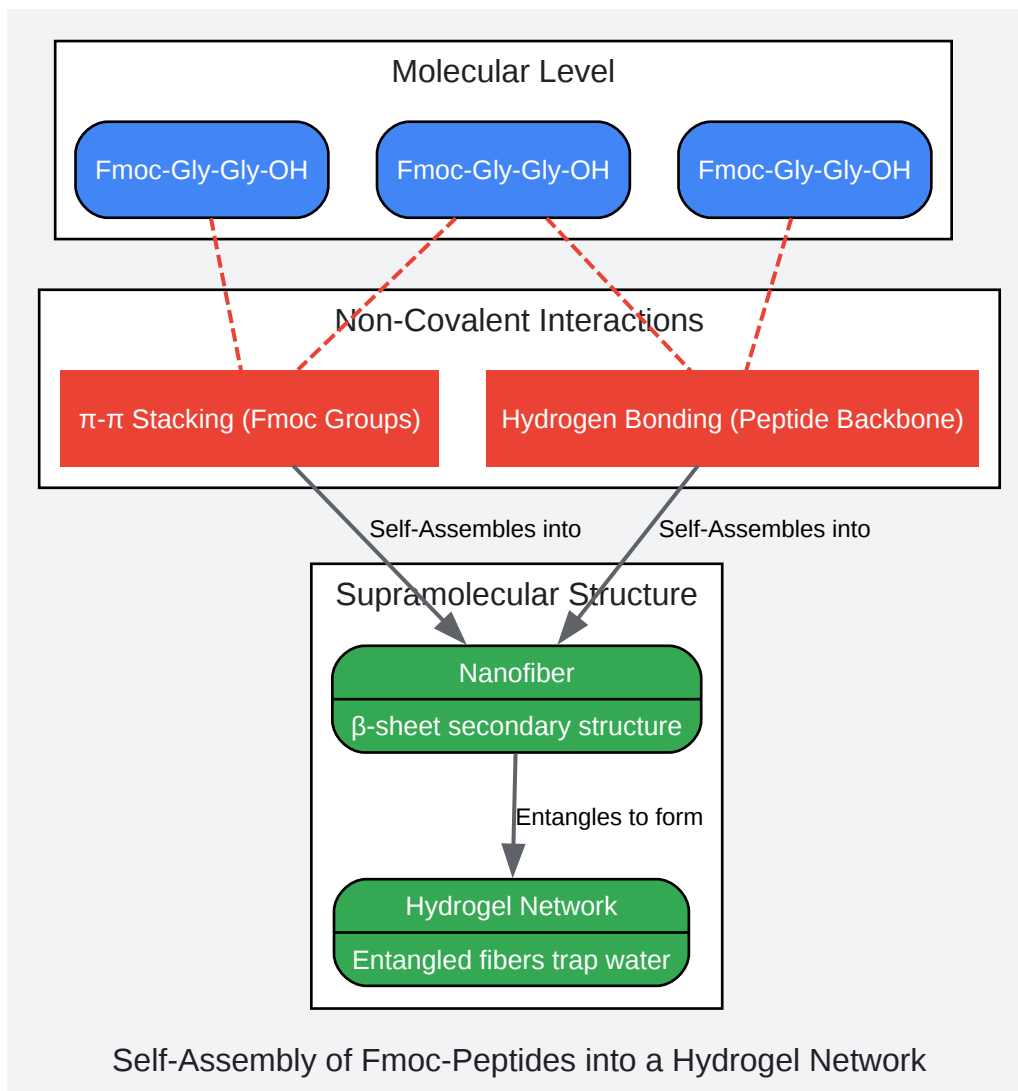 Molecular Level
Fmoc-Gly-Gly-OH
Fmoc-Gly-Gly-OH
Fmoc-Gly-Gly-OH
Non-Covalent Interactions
π-π Stacking (Fmoc Groups)
Hydrogen Bonding (Peptide Backbone)
Self-Assembles into
Self-Assembles into
Supramolecular Structure
Nanofiber
β-sheet secondary structure
Entangles to form
Hydrogel Network
Entangled fibers trap water
Self-Assembly of Fmoc-Peptides into a Hydrogel Network